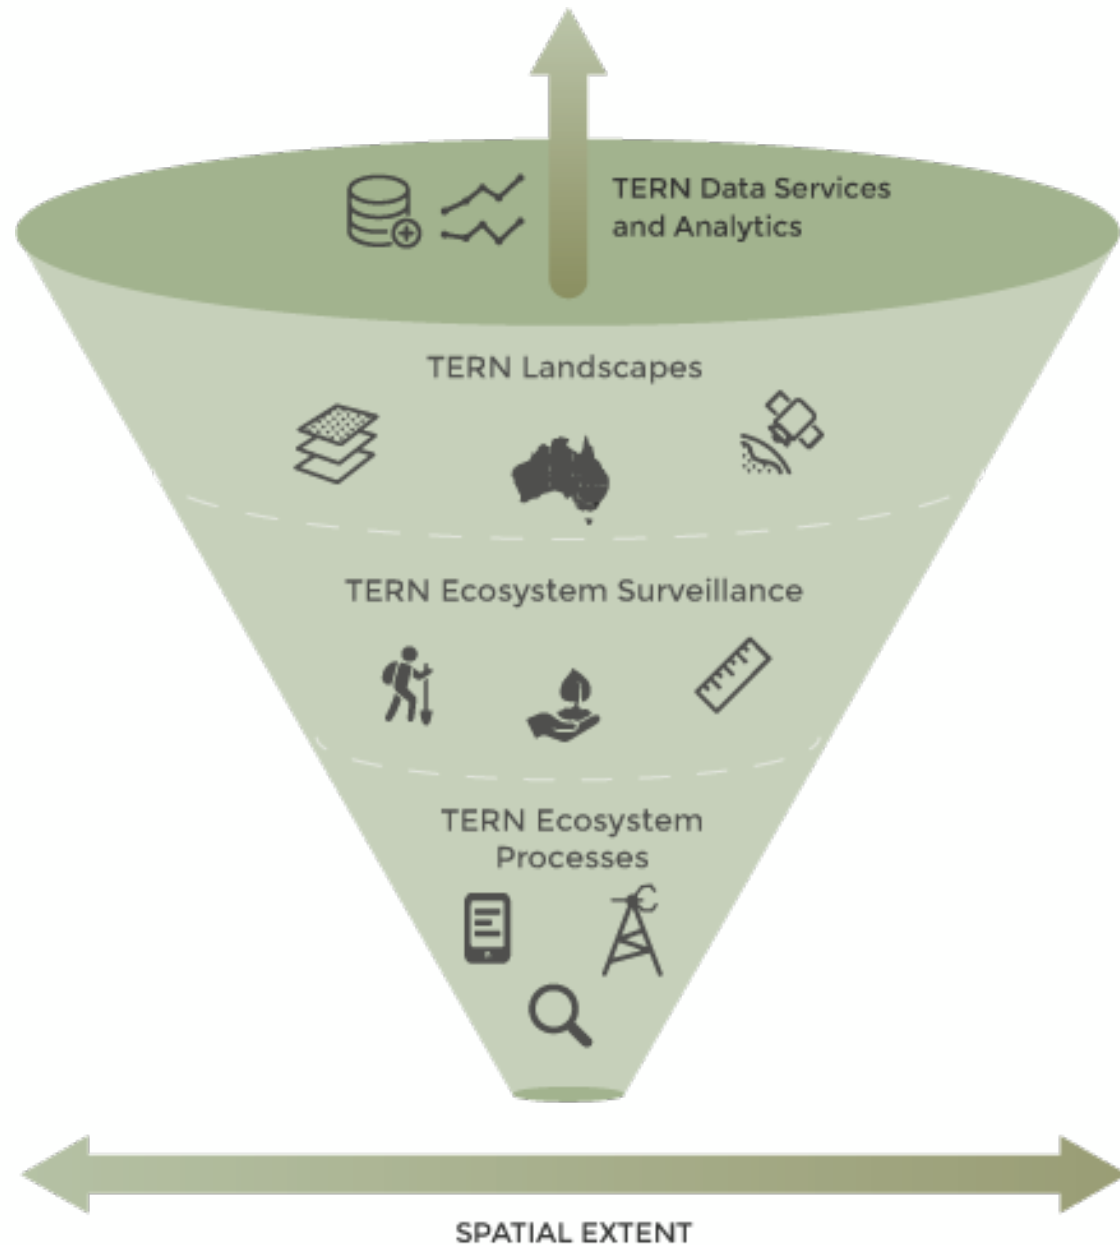 TERN Data Services
and Analytics
TERN Landscapes
TERN Ecosystem Surveillance
TERN Ecosystem
Processes
SPATIAL EXTENT